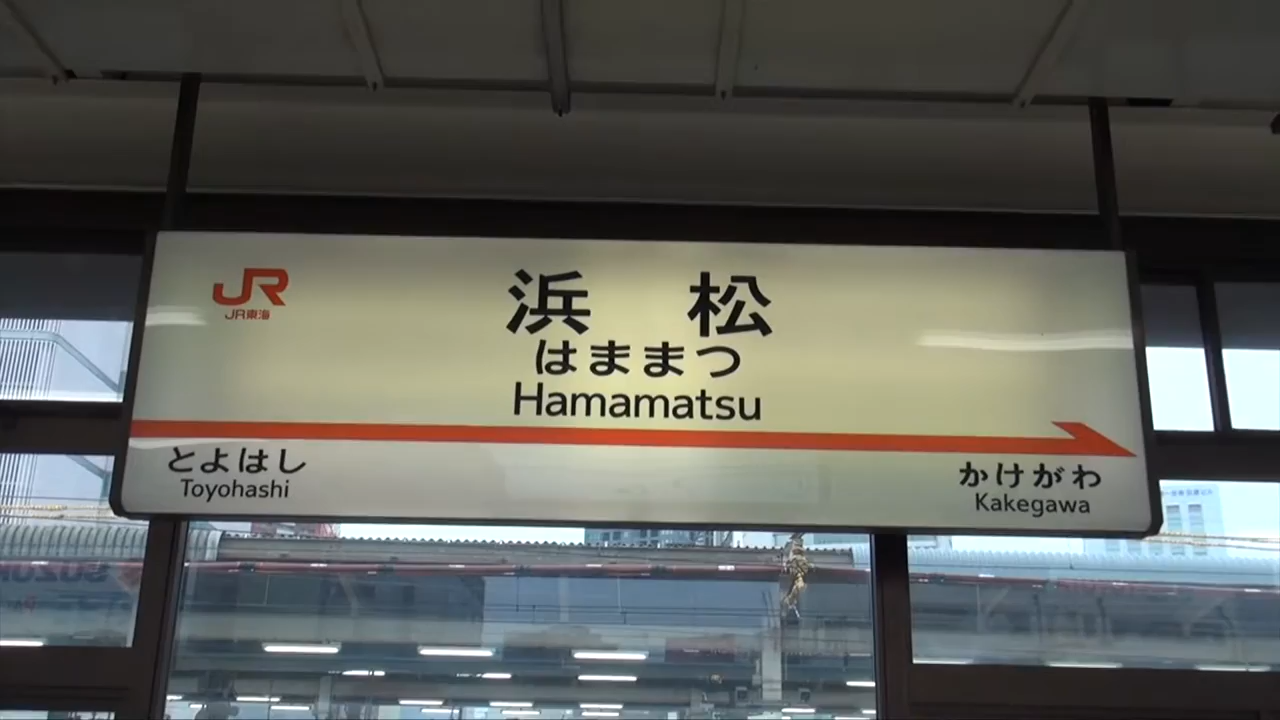 JR
JR東海
浜松
はままつ
Hamamatsu
とよはし
Toyohashi
かけがわ
Kakegawa